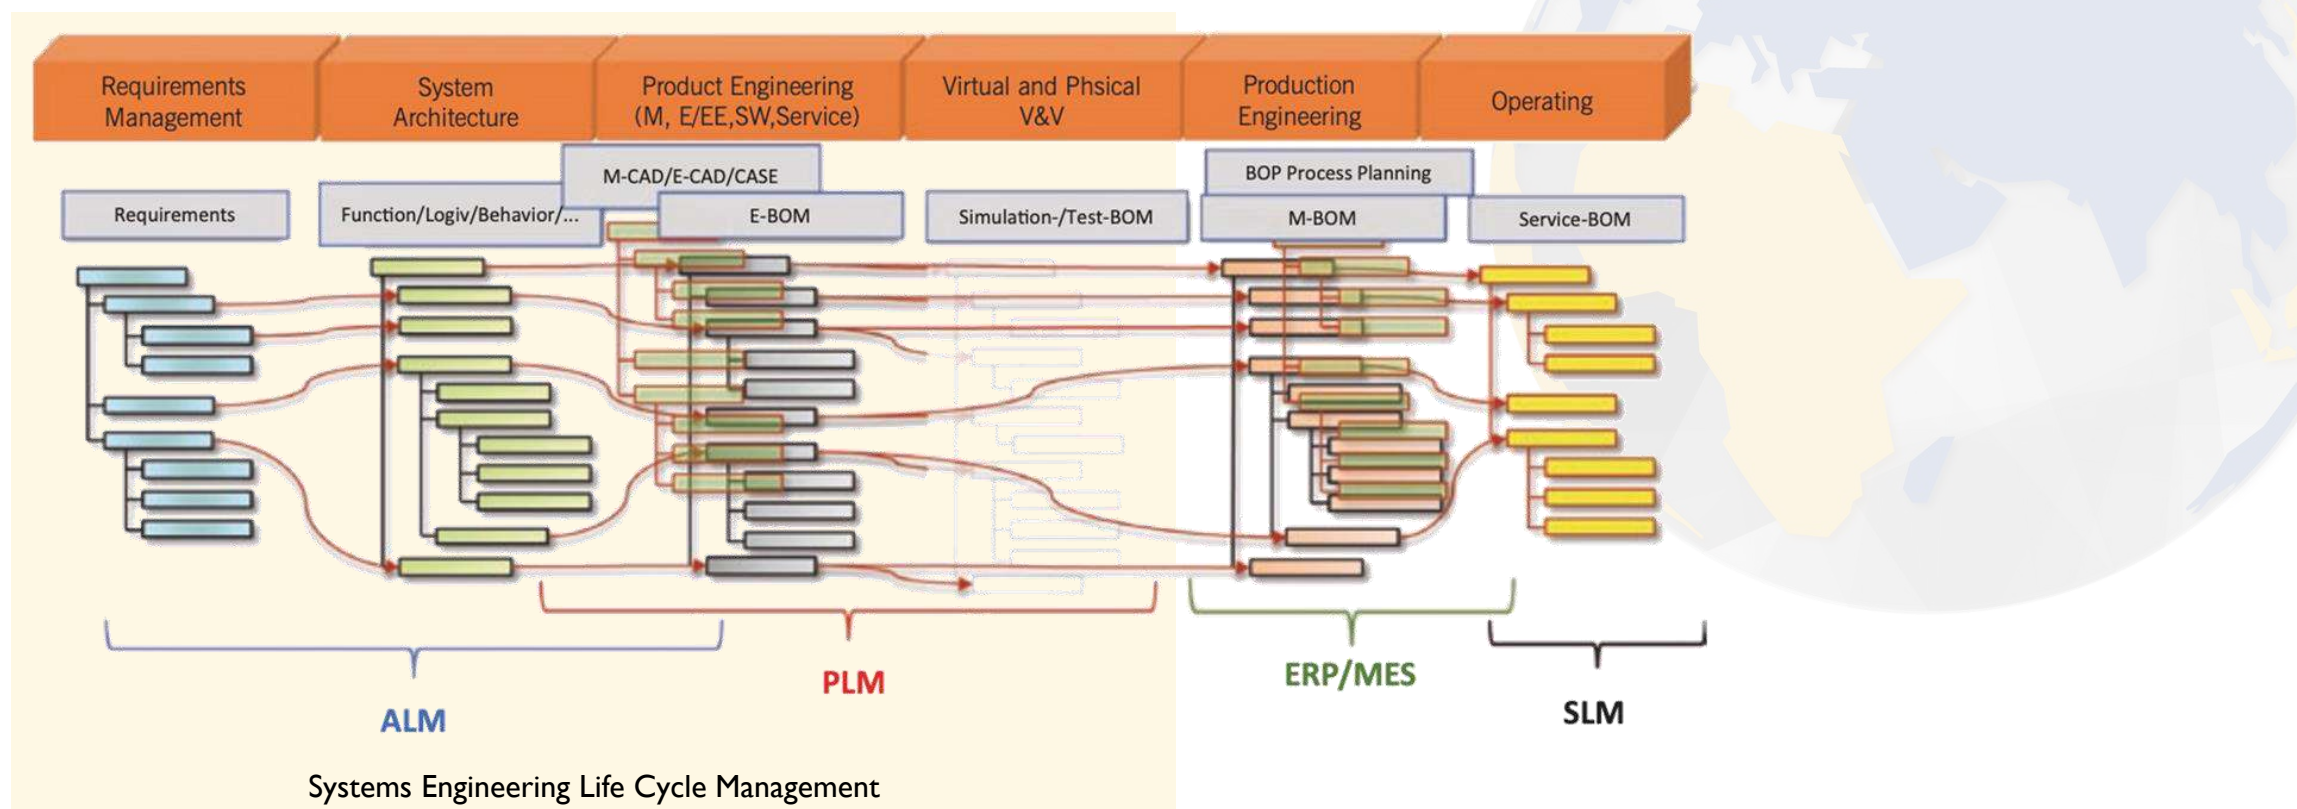 Requirements
Management
System
Architecture
Product Engineering
(M, E/EE,SW,Service)
Virtual and Phsical
V&V
Production
Engineering
Operating
M-CAD/E-CAD/CASE
BOP Process Planning
Requirements
Function/Logiv/Behavior/...
E-BOM
Simulation-/Test-BOM
M-BOM
Service-BOM
PLM
ERP/MES
ALM
SLM
Systems Engineering Life Cycle Management